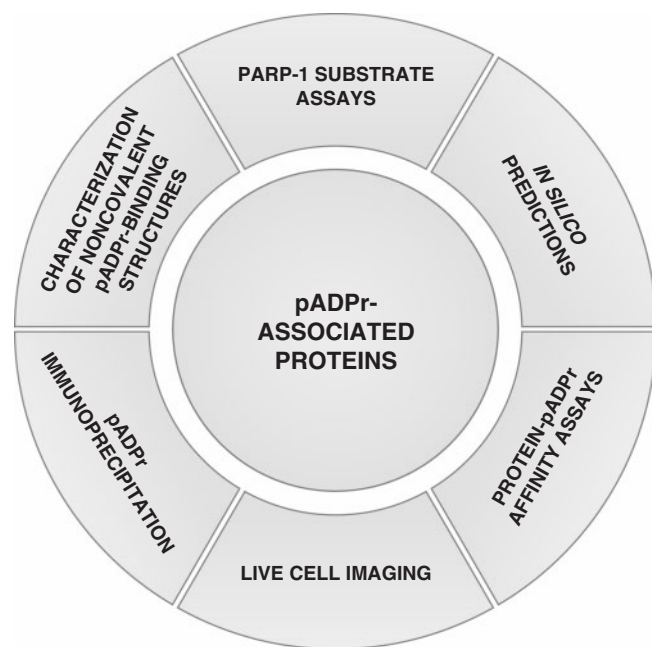 PARP-1 SUBSTRATE
ASSAYS
IN SILICO
PREDICTIONS
PROTEIN-pADPr
AFFINITY ASSAYS
LIVE CELL IMAGING
pADPr
IMMUNOPRECIPITATION
CHARACTERIZATION
OF NONCOVALENT
pADPr-BINDING
STRUCTURES
pADPr-
ASSOCIATED
PROTEINS